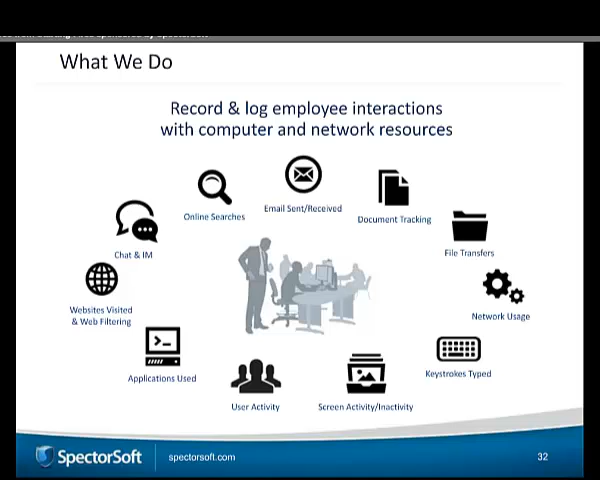 What We Do
Record & log employee interactions
with computer and network resources
Email Sent/Received
Online Searches
Document Tracking
Chat & IM
File Transfers
Websites Visited
& Web Filtering
Network Usage
Applications Used
Keystrokes Typed
User Activity
Screen Activity/Inactivity
SpectorSoft
spectorsoft.com
32